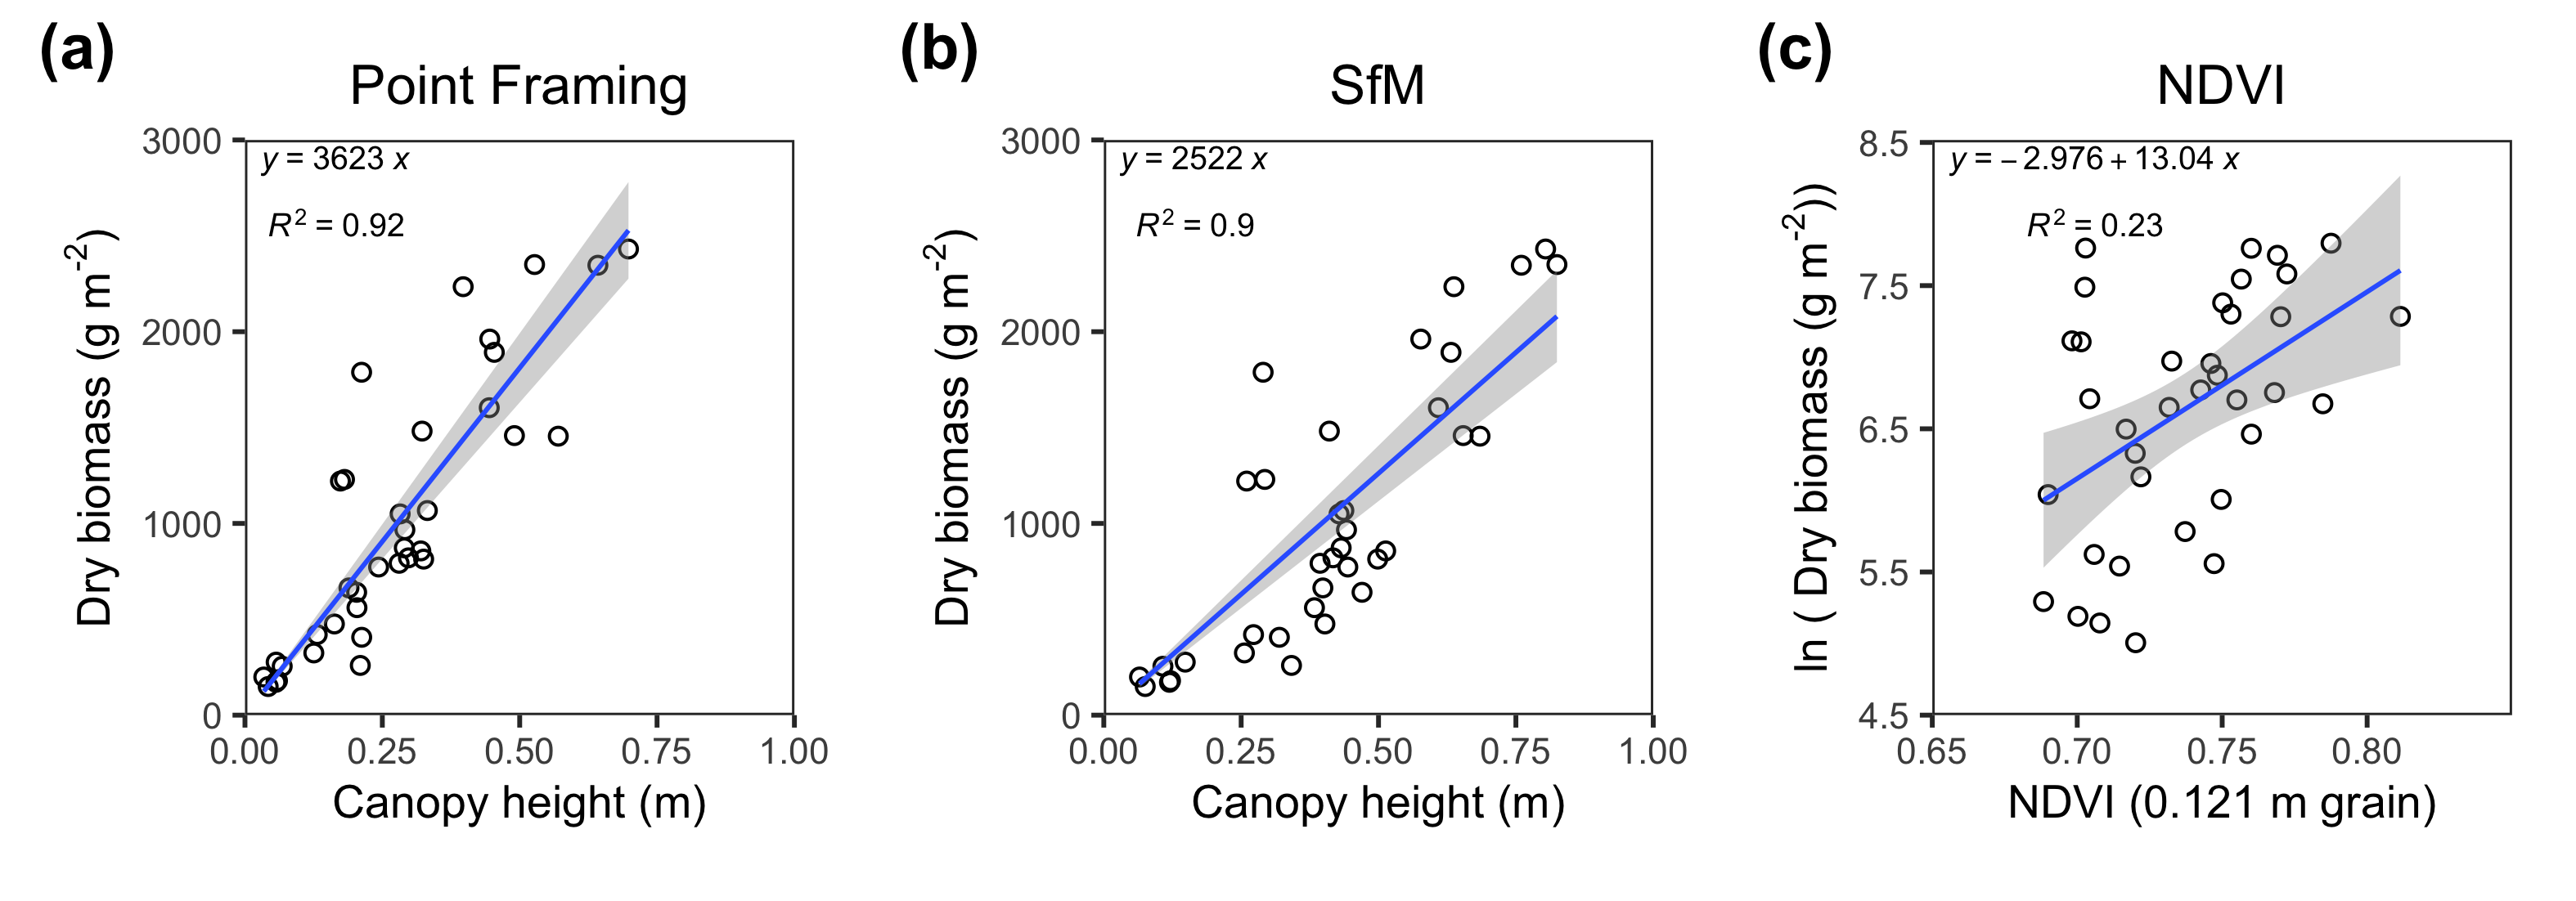 (a)
Point Framing
y = 3623 x
R² = 0.92
3000
2000
1000
0
0.00 0.25 0.50 0.75 1.00
Canopy height (m)
Dry biomass (g m⁻²)
(b)
SfM
y = 2522 x
R² = 0.9
3000
2000
1000
0
0.00 0.25 0.50 0.75 1.00
Canopy height (m)
Dry biomass (g m⁻²)
(c)
NDVI
y = − 2.976 + 13.04 x
R² = 0.23
8.5
7.5
6.5
5.5
4.5
0.65 0.70 0.75 0.80
NDVI (0.121 m grain)
ln ( Dry biomass (g m⁻²))